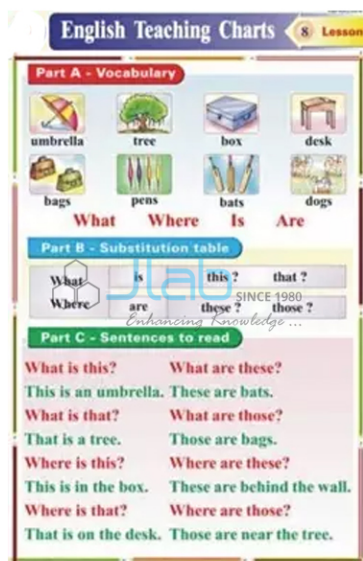 English Teaching Charts
8 Lesson
Part A - Vocabulary
umbrella tree box desk
bags pens bats dogs
What Where Is Are
Part B - Substitution table
What is this ? that ?
Where are these ? those ?
Jlab
SINCE 1980
Enhancing Knowledge ...
Part C - Sentences to read
What is this? What are these?
This is an umbrella. These are bats.
What is that? What are those?
That is a tree. Those are bags.
Where is this? Where are these?
This is in the box. These are behind the wall.
Where is that? Where are those?
That is on the desk. Those are near the tree.